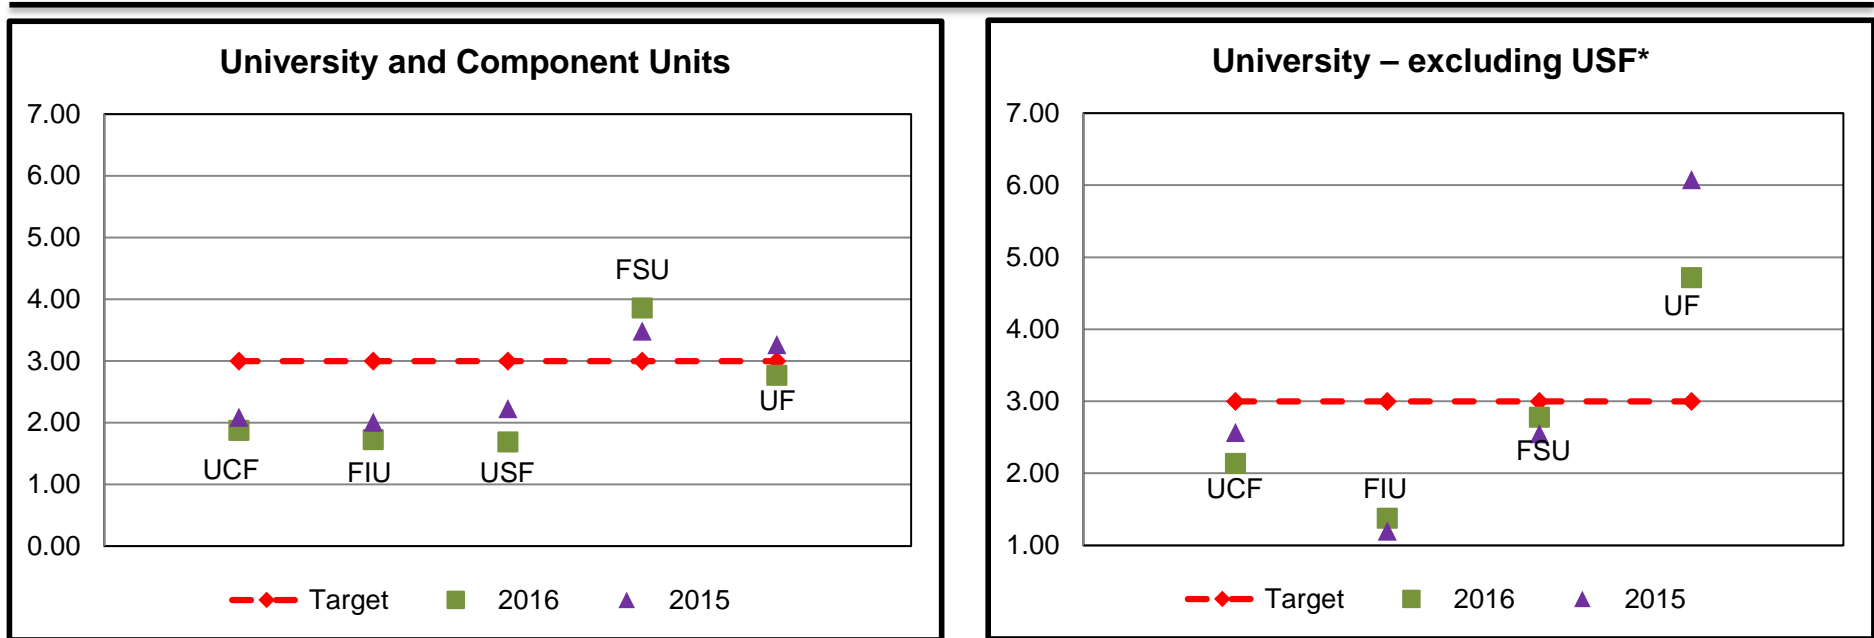 University and Component Units
7.00
6.00
5.00
4.00
3.00
2.00
1.00
0.00
FSU
UF
UCF
FIU
USF
Target 2016 2015
University – excluding USF*
7.00
6.00
5.00
4.00
3.00
2.00
1.00
UF
FSU
UCF
FIU
Target 2016 2015